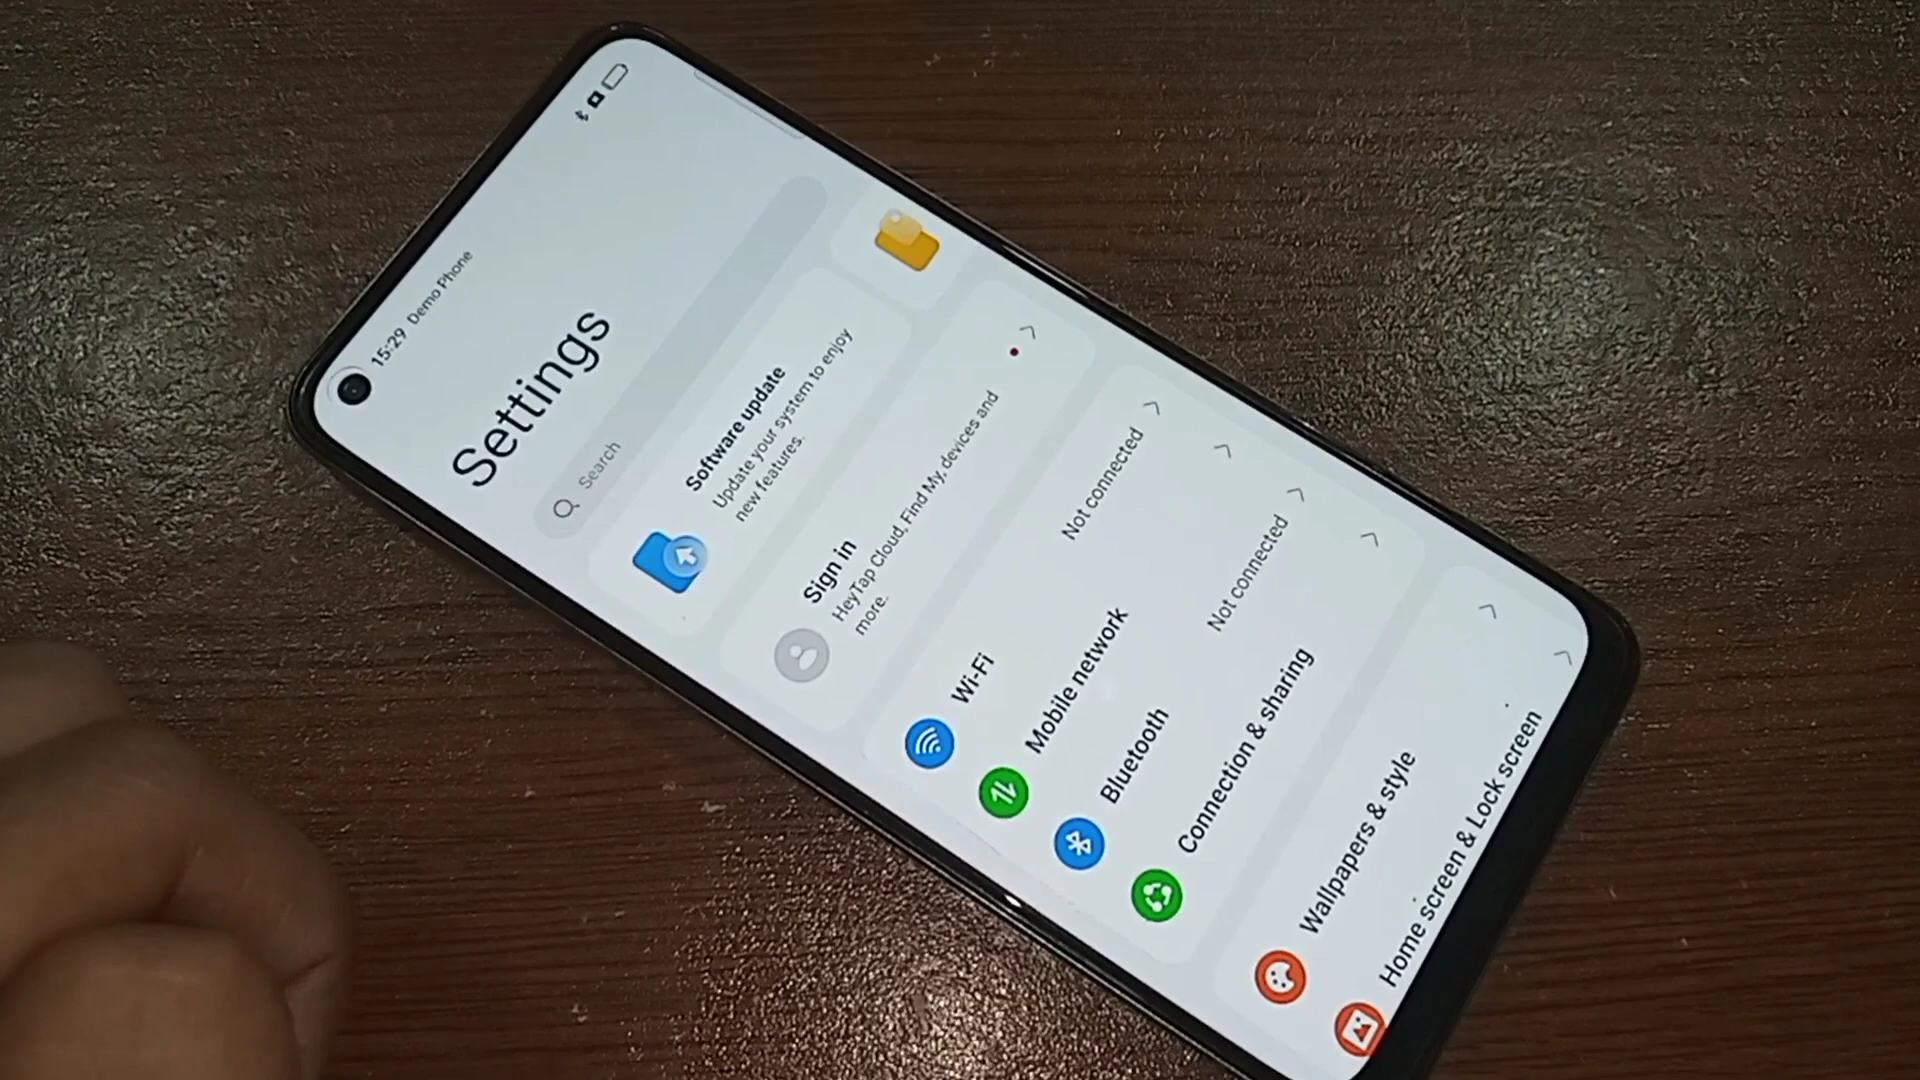 15:29 Demo Phone
Settings
Search
Software update
Update your system to enjoy
new features.
Sign in
HeyTap Cloud, Find My, devices and
more.
Wi-Fi
Not connected
Mobile network
Bluetooth
Not connected
Connection & sharing
Wallpapers & style
Home screen & Lock screen